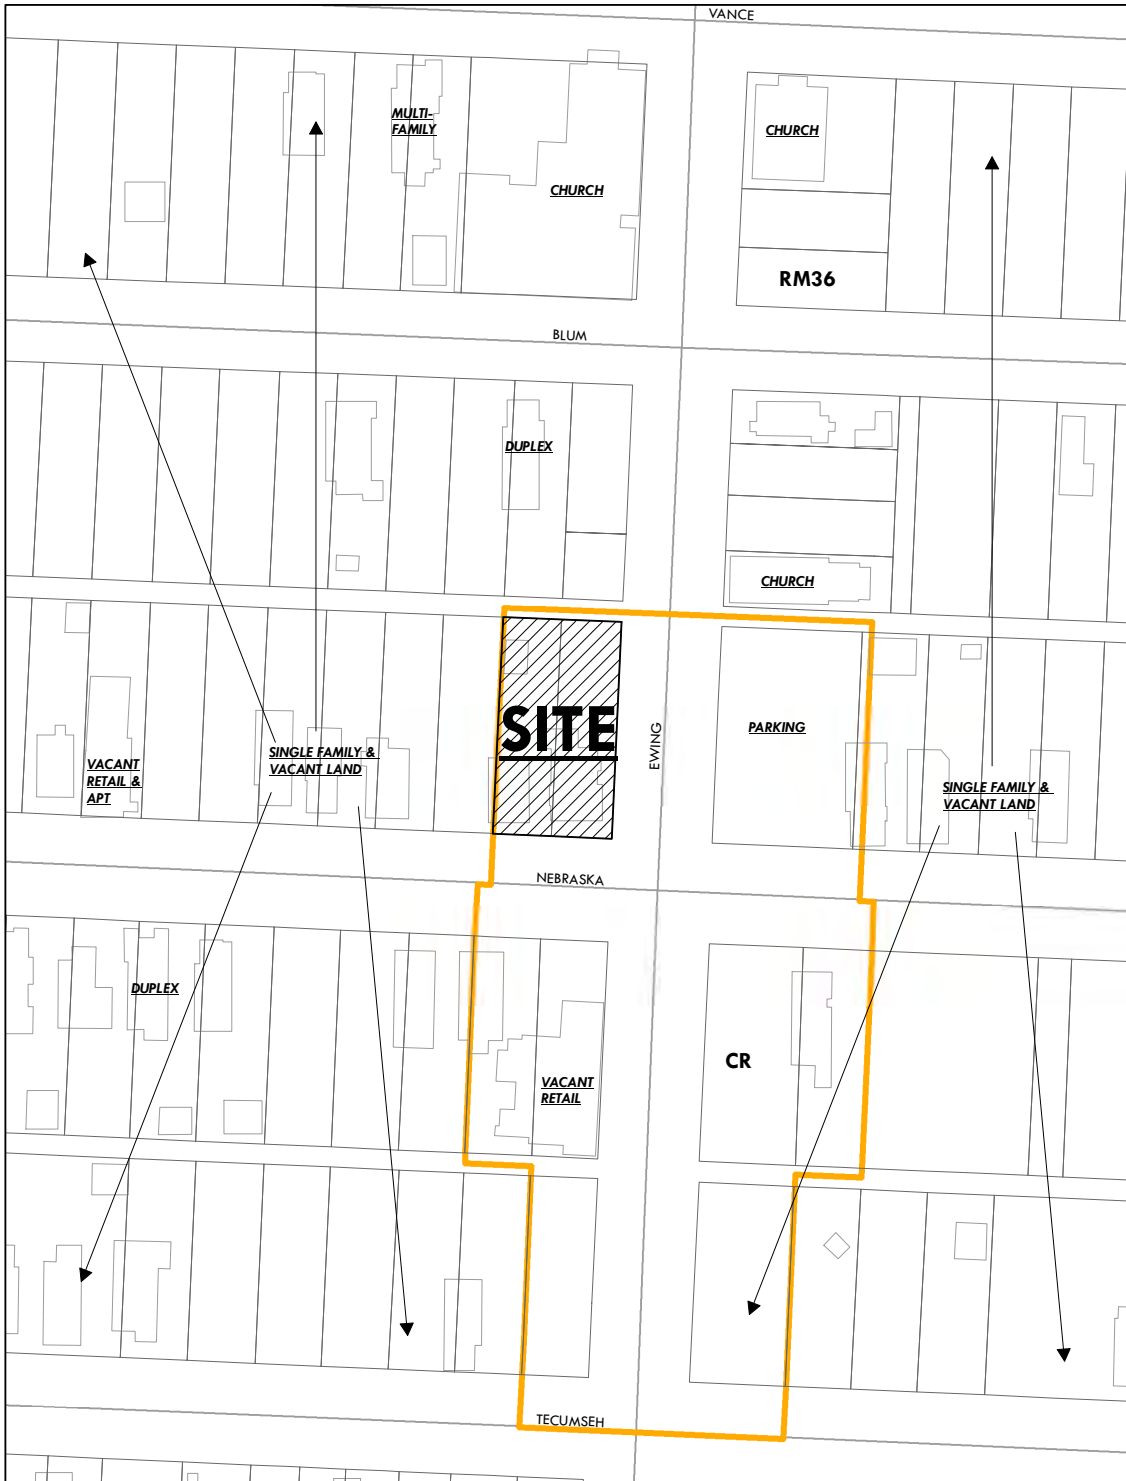 VANCE
MULTI-
FAMILY
CHURCH
CHURCH
RM36
BLUM
DUPLEX
CHURCH
SITE
EWING
PARKING
VACANT
RETAIL &
APT
SINGLE FAMILY &
VACANT LAND
SINGLE FAMILY &
VACANT LAND
NEBRASKA
DUPLEX
CR
VACANT
RETAIL
TECUMSEH